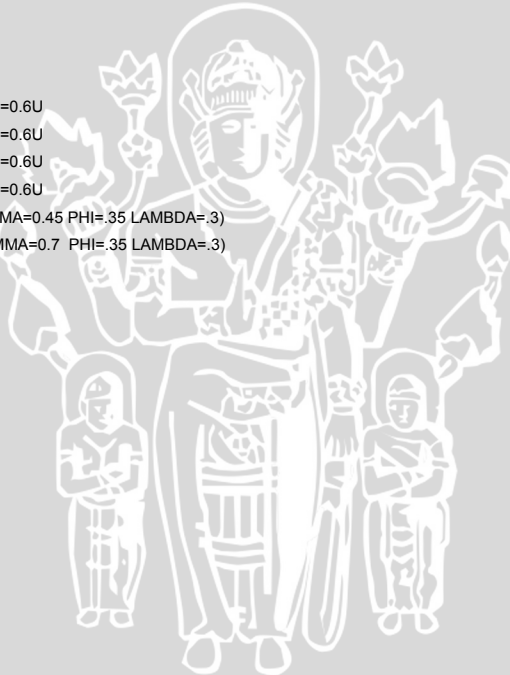 =0.6U
=0.6U
=0.6U
=0.6U
MA=0.45 PHI=.35 LAMBDA=.3)
MMA=0.7 PHI=.35 LAMBDA=.3)